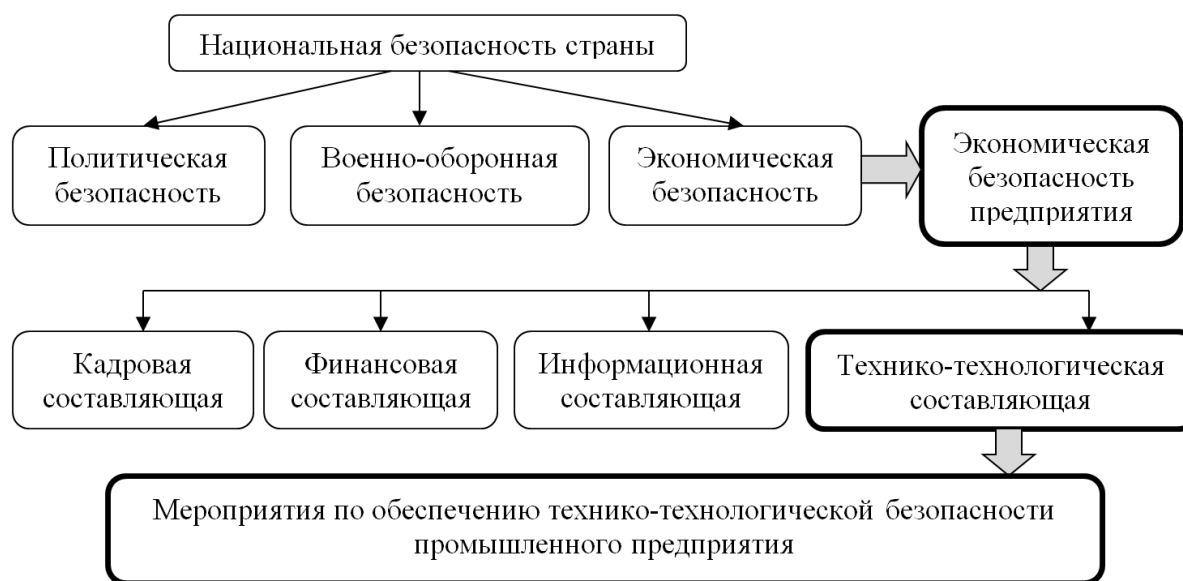 Национальная безопасность страны
Политическая
безопасность
Военно-оборонная
безопасность
Экономическая
безопасность
Экономическая
безопасность
предприятия
Кадровая
составляющая
Финансовая
составляющая
Информационная
составляющая
Технико-технологическая
составляющая
Мероприятия по обеспечению технико-технологической безопасности
промышленного предприятия